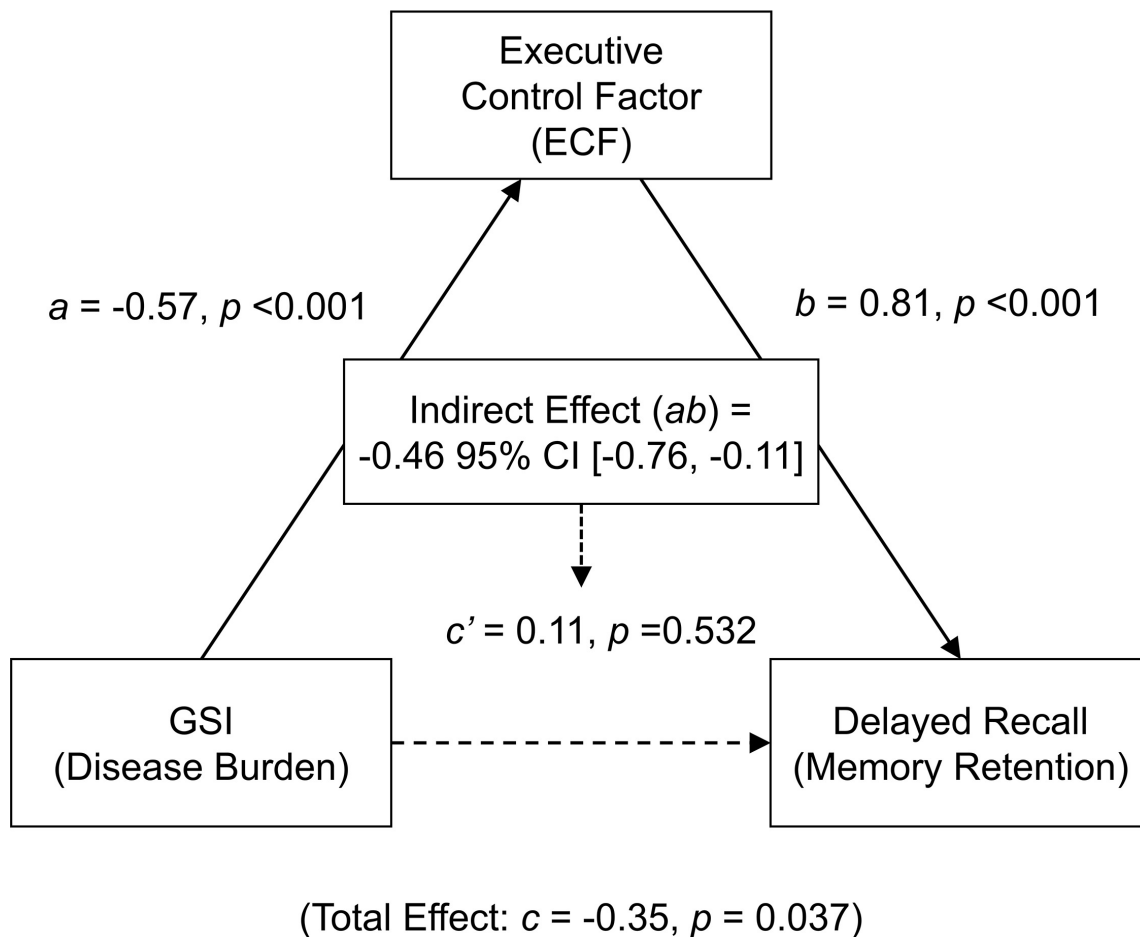 Executive
Control Factor
(ECF)
a = -0.57, p <0.001
b = 0.81, p <0.001
Indirect Effect (ab) =
-0.46 95% CI [-0.76, -0.11]
c’ = 0.11, p =0.532
GSI
(Disease Burden)
Delayed Recall
(Memory Retention)
(Total Effect: c = -0.35, p = 0.037)